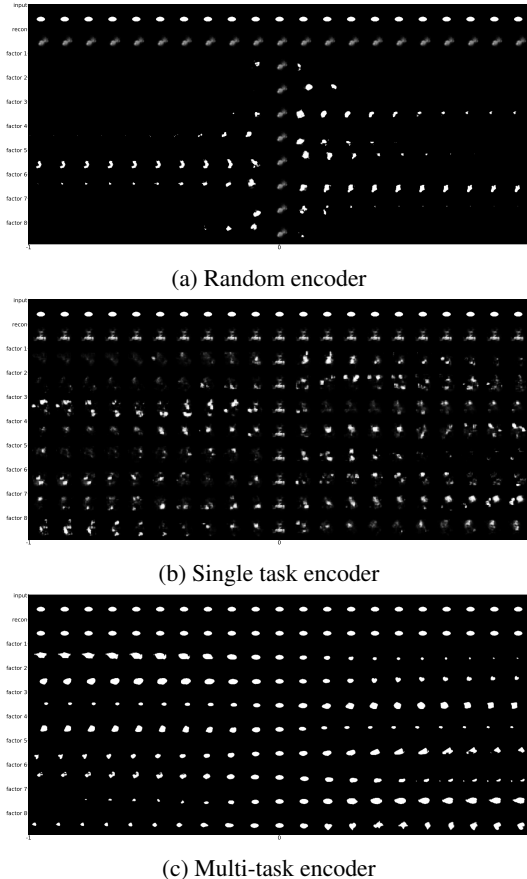 input
recon
factor 1
factor 2
factor 3
factor 4
factor 5
factor 6
factor 7
factor 8
-1 0
(a) Random encoder
input
recon
factor 1
factor 2
factor 3
factor 4
factor 5
factor 6
factor 7
factor 8
-1 0
(b) Single task encoder
input
recon
factor 1
factor 2
factor 3
factor 4
factor 5
factor 6
factor 7
factor 8
-1 0
(c) Multi-task encoder